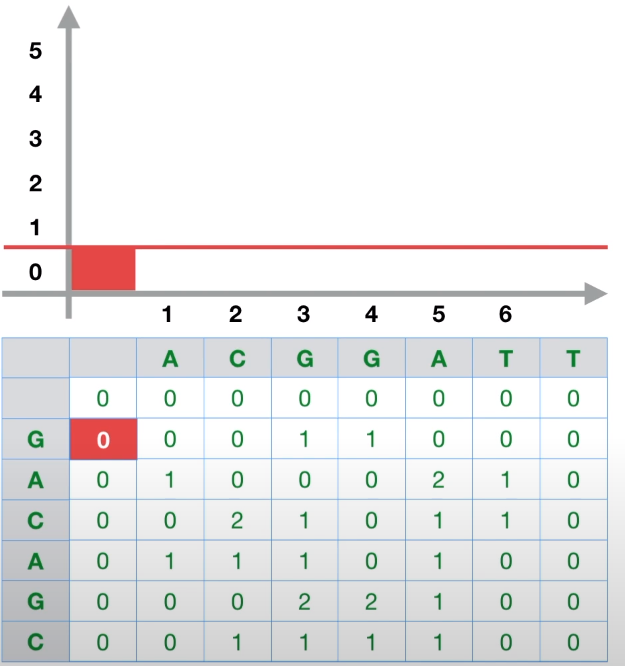 5
4
3
2
1
0
1 2 3 4 5 6
A C G G A T T
0 0 0 0 0 0 0 0
G 0 0 0 1 1 0 0 0
A 0 1 0 0 0 2 1 0
C 0 0 2 1 0 1 1 0
A 0 1 1 1 0 1 0 0
G 0 0 0 2 2 1 0 0
C 0 0 1 1 1 1 0 0